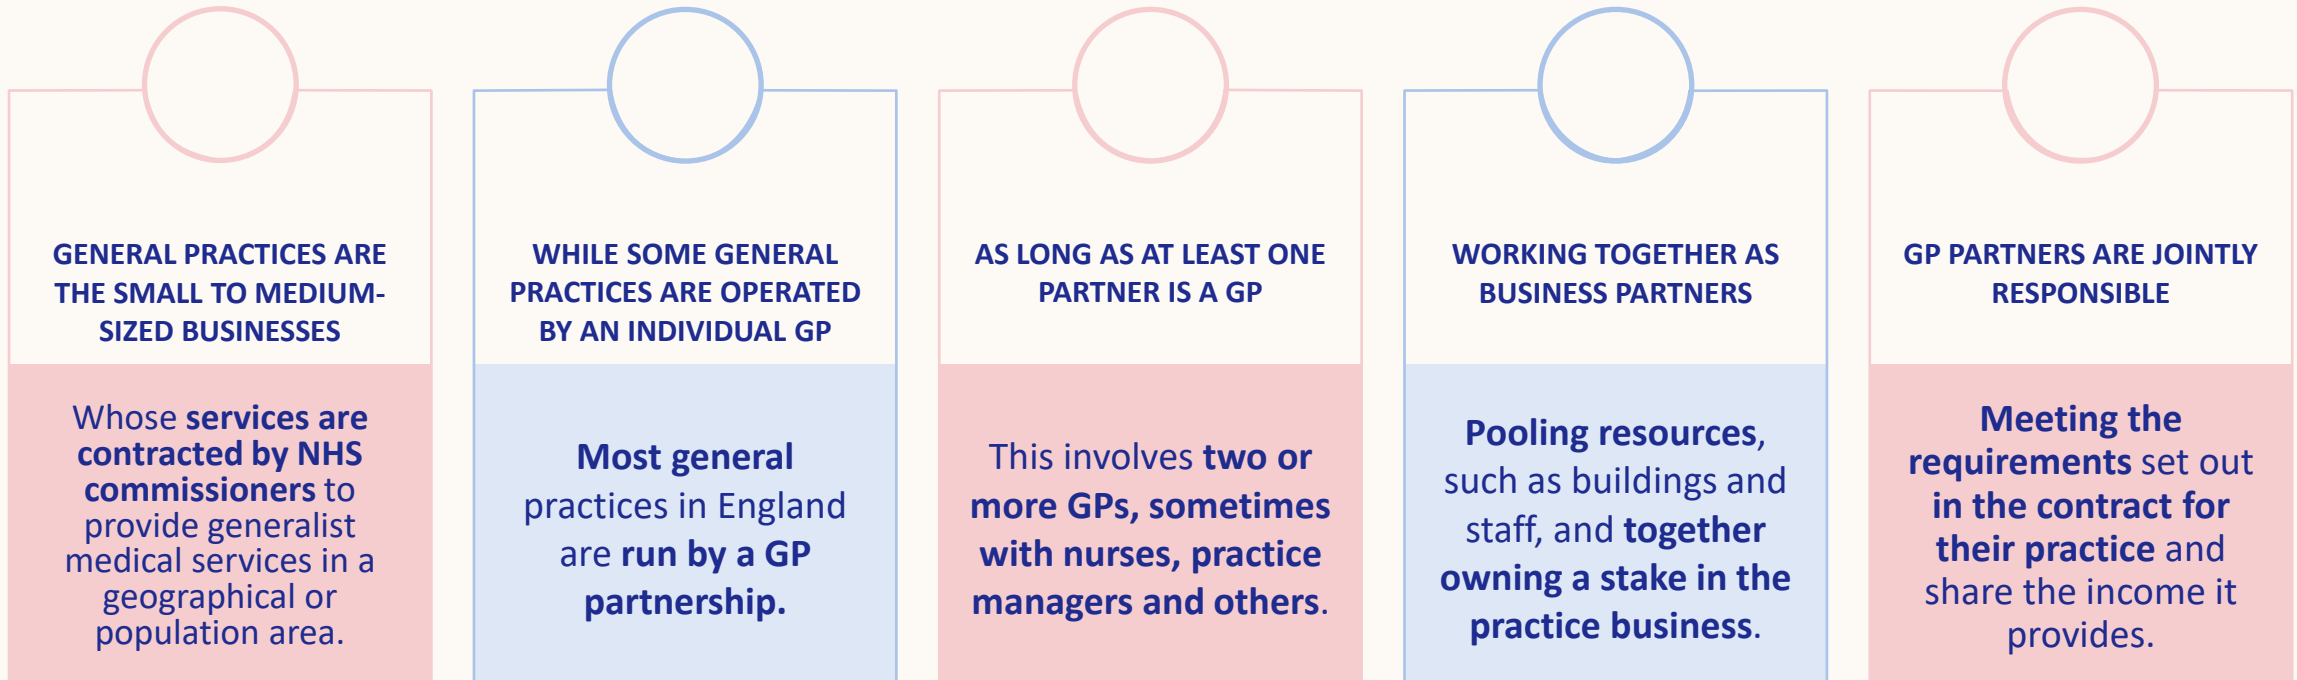 GENERAL PRACTICES ARE
THE SMALL TO MEDIUM-
SIZED BUSINESSES
Whose services are
contracted by NHS
commissioners to
provide generalist
medical services in a
geographical or
population area.
WHILE SOME GENERAL
PRACTICES ARE OPERATED
BY AN INDIVIDUAL GP
Most general
practices in England
are run by a GP
partnership.
AS LONG AS AT LEAST ONE
PARTNER IS A GP
This involves two or
more GPs, sometimes
with nurses, practice
managers and others.
WORKING TOGETHER AS
BUSINESS PARTNERS
Pooling resources,
such as buildings and
staff, and together
owning a stake in the
practice business.
GP PARTNERS ARE JOINTLY
RESPONSIBLE
Meeting the
requirements set out
in the contract for
their practice and
share the income it
provides.